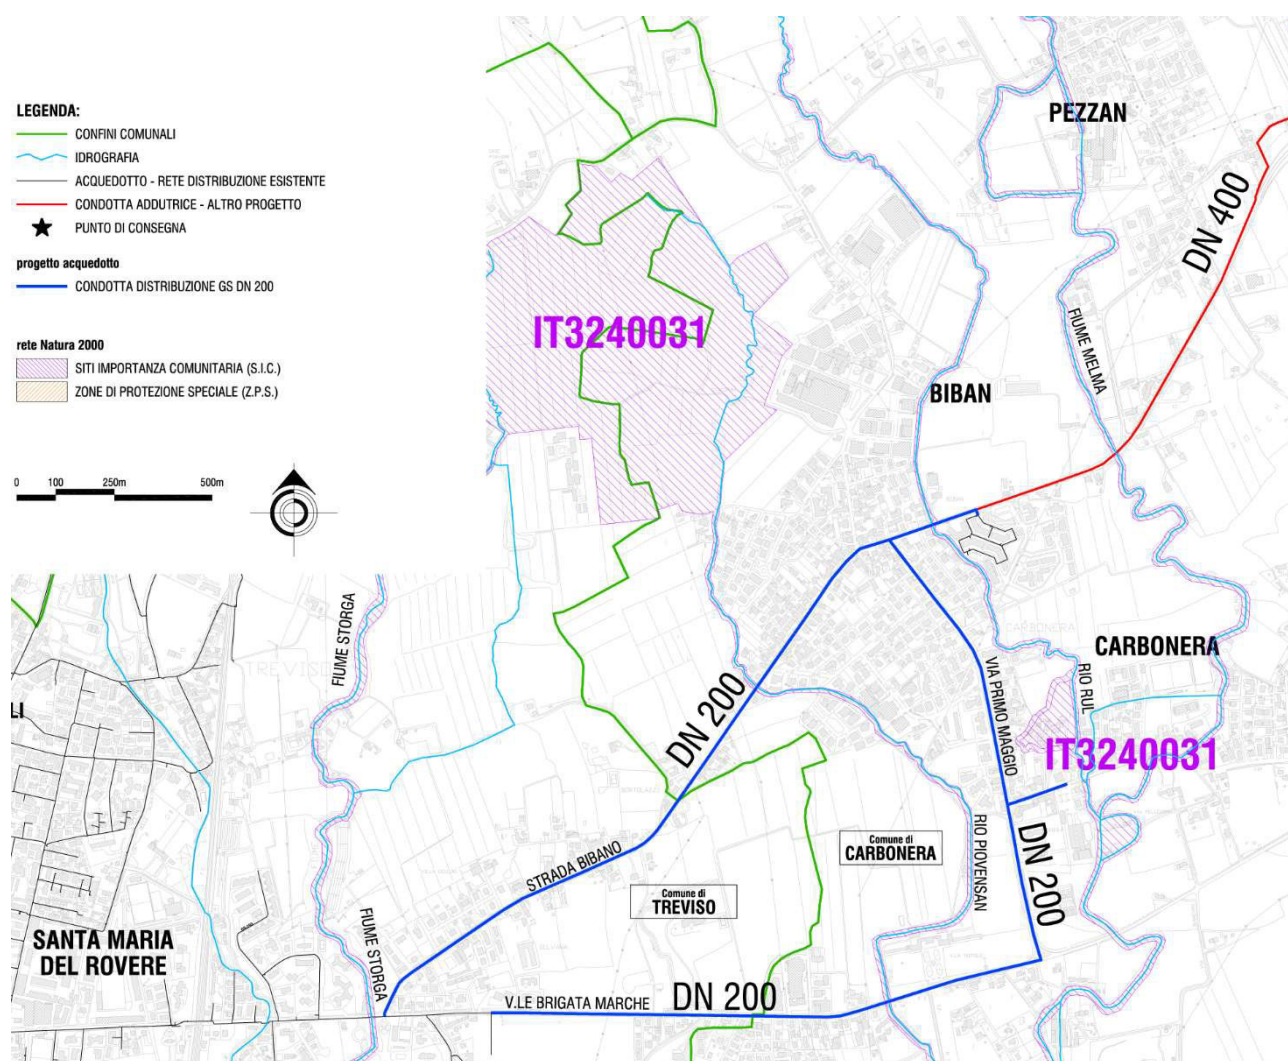 LEGENDA:
CONFINI COMUNALI
IDROGRAFIA
ACQUEDOTTO - RETE DISTRIBUZIONE ESISTENTE
CONDOTTA ADDUTRICE - ALTRO PROGETTO
PUNTO DI CONSEGNA
progetto acquedotto
CONDOTTA DISTRIBUZIONE GS DN 200
rete Natura 2000
SITI IMPORTANZA COMUNITARIA (S.I.C.)
ZONE DI PROTEZIONE SPECIALE (Z.P.S.)
0 100 250m 500m
PEZZAN
DN 400
IT3240031
FIUME MELMA
BIBAN
FIUME STORGA
TREVISO
CARBONERA
CARBONERA
RIO RUL
VIA PRIMO MAGGIO
DN 200
LI
IT3240031
STRADA BIBANO
Comune di
CARBONERA
RIO PIOVENSAN
DN 200
Comune di
TREVISO
SANTA MARIA
DEL ROVERE
FIUME STORGA
V.LE BRIGATA MARCHE
DN 200